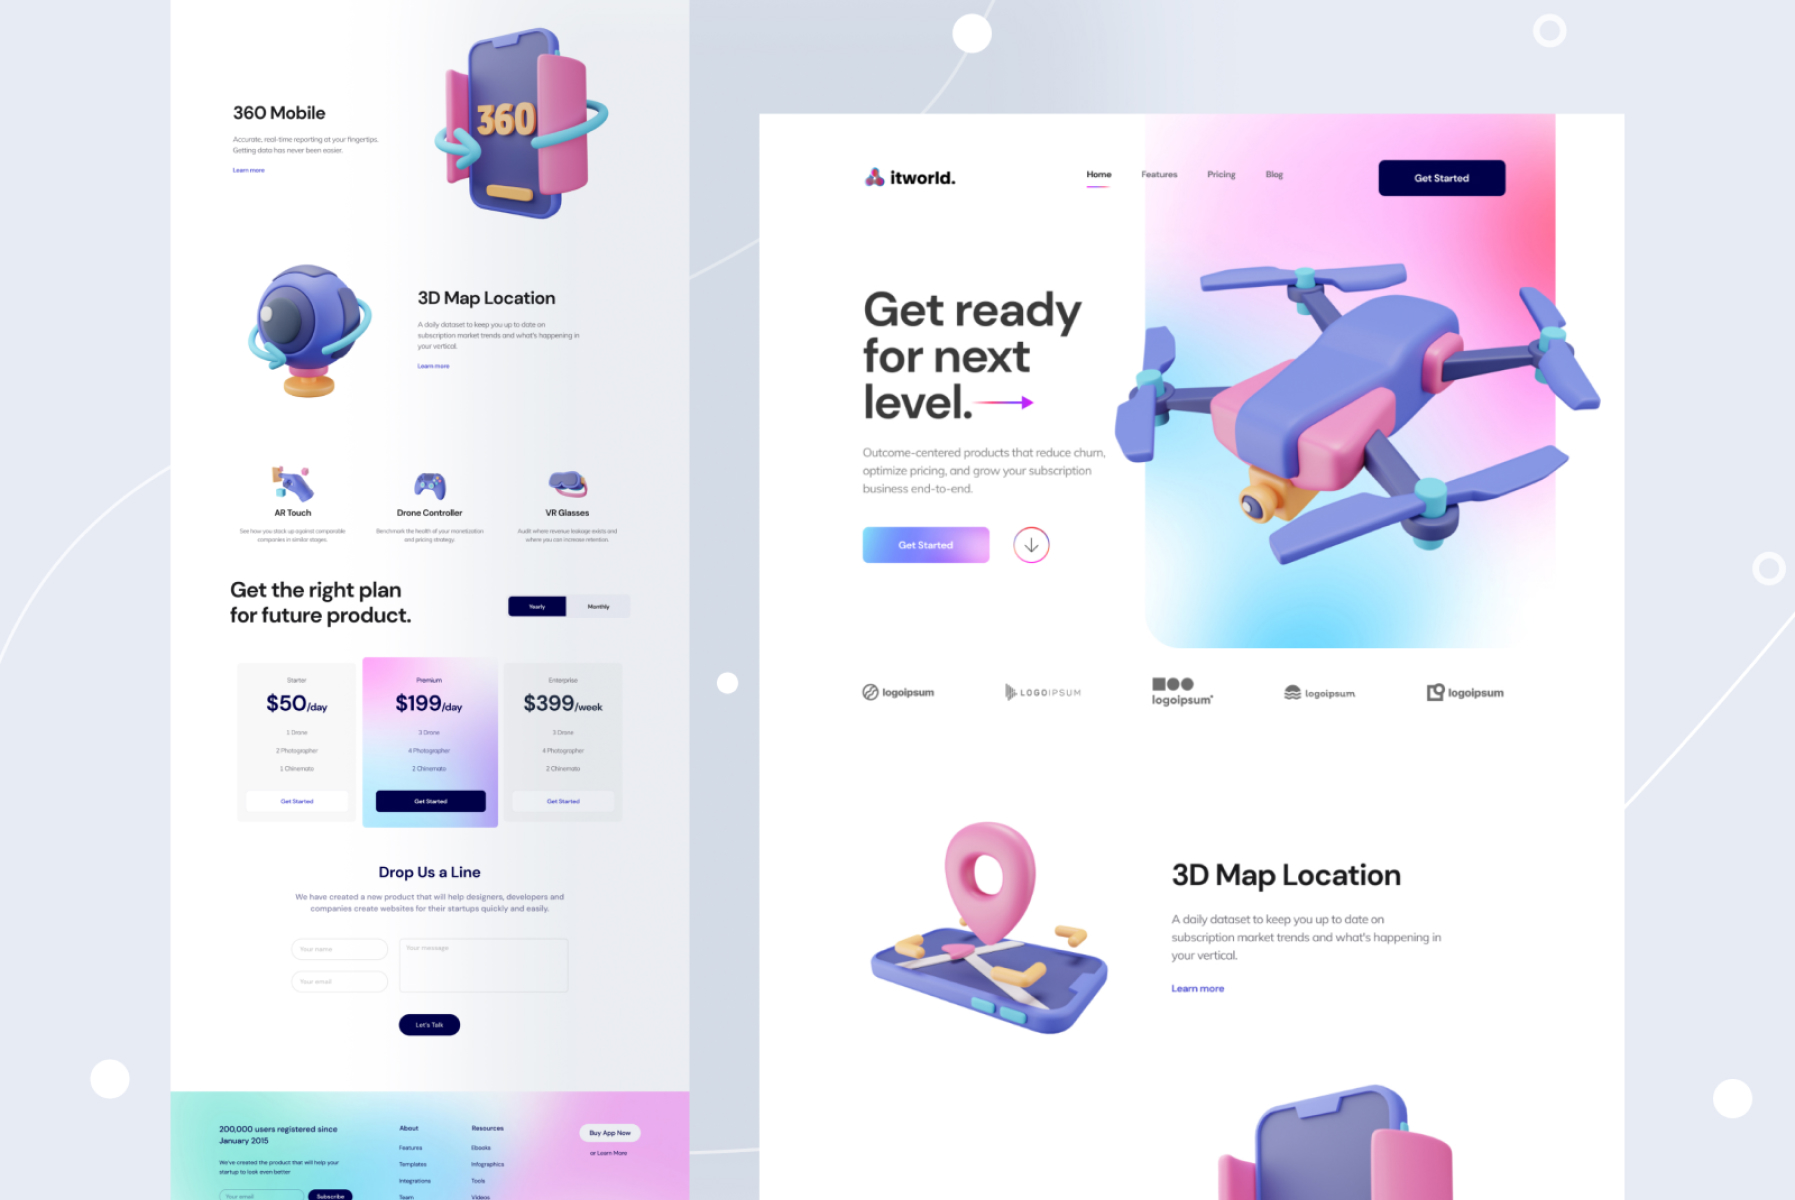 360 Mobile
Accurate, real-time reporting at your fingertips.
Getting data has never been easier.
Learn more
360
3D Map Location
A daily dataset to keep you up to date on
subscription market trends and what's happening in
your vertical.
Learn more
AR Touch
See how you stack up against comparable
companies in similar stages.
Drone Controller
Benchmark the health of your monetization
and pricing strategy.
VR Glasses
Audit where revenue leakage exists and
where you can increase retention.
Get the right plan
for future product.
Yearly
Monthly
Starter
$50/day
1 Drone
2 Photographer
1 Chinemato
Get Started
Premium
$199/day
3 Drone
4 Photographer
2 Chinemato
Get Started
Enterprise
$399/week
3 Drone
4 Photographer
2 Chinemato
Get Started
Drop Us a Line
We have created a new product that will help designers, developers and
companies create websites for their startups quickly and easily.
Your name
Your email
Your message
Let's Talk
200,000 users registered since
January 2015
We've created the product that will help your
startup to look even better
Your email
Subscribe
About
Features
Templates
Integrations
Team
Resources
Ebooks
Infographics
Tools
Videos
Buy App Now
or Learn More
itworld.
Home
Features
Pricing
Blog
Get Started
Get ready
for next
level.
Outcome-centered products that reduce churn,
optimize pricing, and grow your subscription
business end-to-end.
Get Started
logoipsum
LOGOIPSUM
logoipsum
logoipsum
logoipsum
3D Map Location
A daily dataset to keep you up to date on
subscription market trends and what's happening in
your vertical.
Learn more